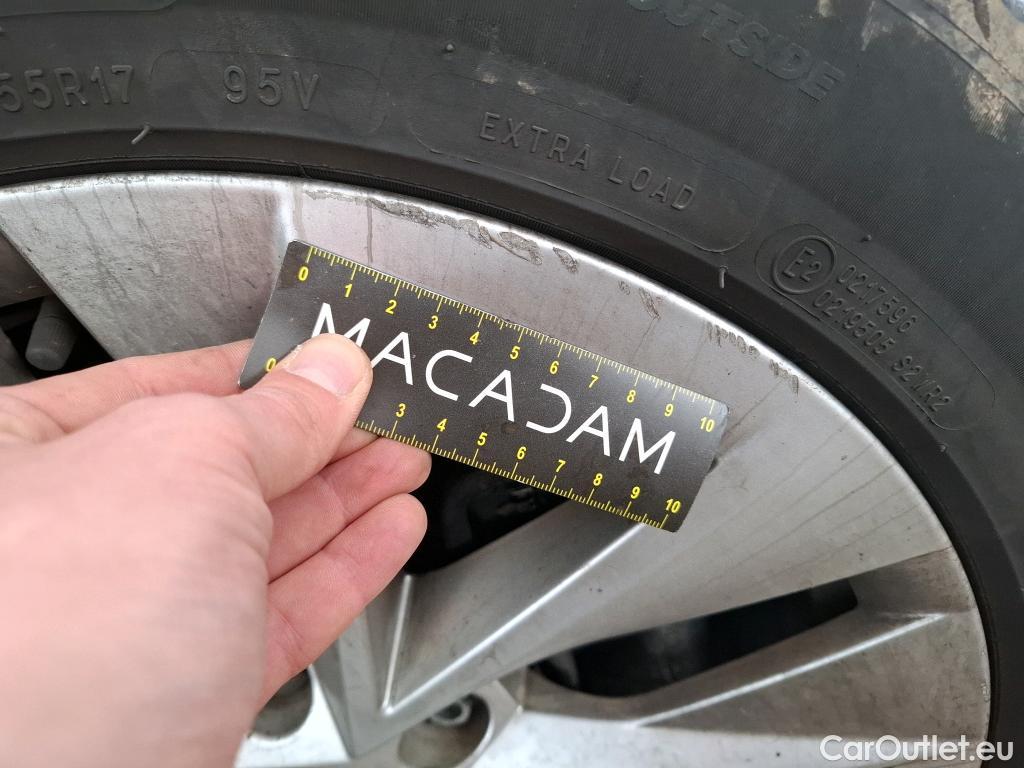 OUTSIDE
55R17 95V
EXTRA LOAD
E2
0217596
0219505 S2WR2
0 1 2 3 4 5 6 7 8 9 10
MACADAM
0 3 4 5 6 7 8 9 10
CarOutlet.eu